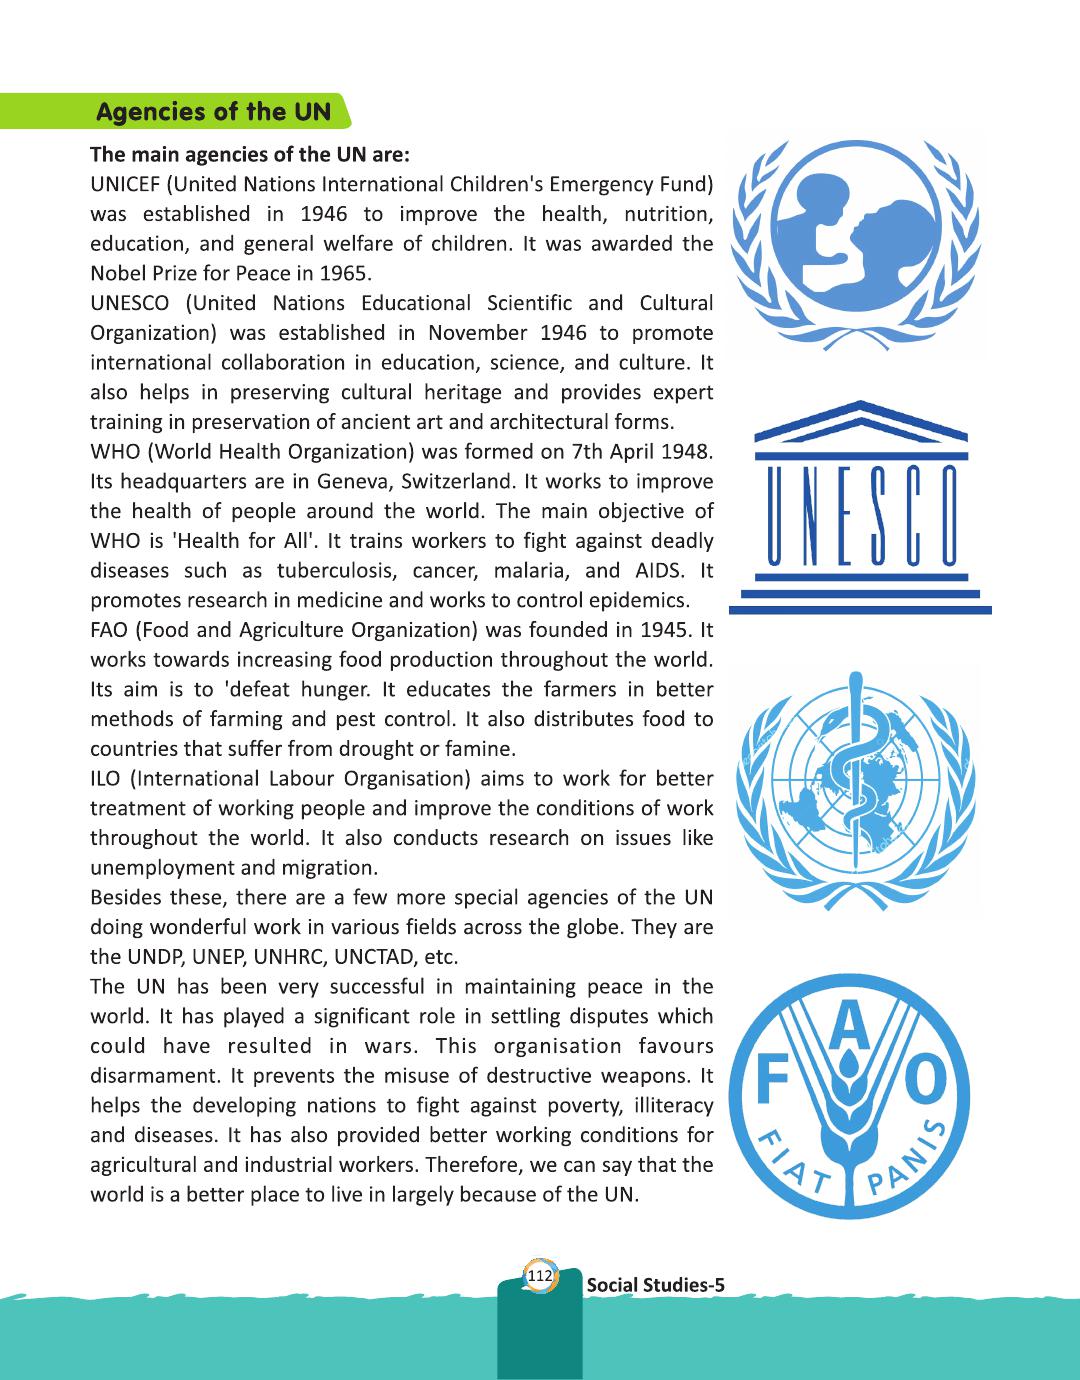 Agencies of the UN
The main agencies of the UN are:
UNICEF (United Nations International Children's Emergency Fund)
was established in 1946 to improve the health, nutrition,
education, and general welfare of children. It was awarded the
Nobel Prize for Peace in 1965.
UNESCO (United Nations Educational Scientific and Cultural
Organization) was established in November 1946 to promote
international collaboration in education, science, and culture. It
also helps in preserving cultural heritage and provides expert
training in preservation of ancient art and architectural forms.
WHO (World Health Organization) was formed on 7th April 1948.
Its headquarters are in Geneva, Switzerland. It works to improve
the health of people around the world. The main objective of
WHO is 'Health for All'. It trains workers to fight against deadly
diseases such as tuberculosis, cancer, malaria, and AIDS. It
promotes research in medicine and works to control epidemics.
FAO (Food and Agriculture Organization) was founded in 1945. It
works towards increasing food production throughout the world.
Its aim is to 'defeat hunger. It educates the farmers in better
methods of farming and pest control. It also distributes food to
countries that suffer from drought or famine.
ILO (International Labour Organisation) aims to work for better
treatment of working people and improve the conditions of work
throughout the world. It also conducts research on issues like
unemployment and migration.
Besides these, there are a few more special agencies of the UN
doing wonderful work in various fields across the globe. They are
the UNDP, UNEP, UNHRC, UNCTAD, etc.
The UN has been very successful in maintaining peace in the
world. It has played a significant role in settling disputes which
could have resulted in wars. This organisation favours
disarmament. It prevents the misuse of destructive weapons. It
helps the developing nations to fight against poverty, illiteracy
and diseases. It has also provided better working conditions for
agricultural and industrial workers. Therefore, we can say that the
world is a better place to live in largely because of the UN.
UNESCO
F A O
FIAT PANIS
112
Social Studies-5